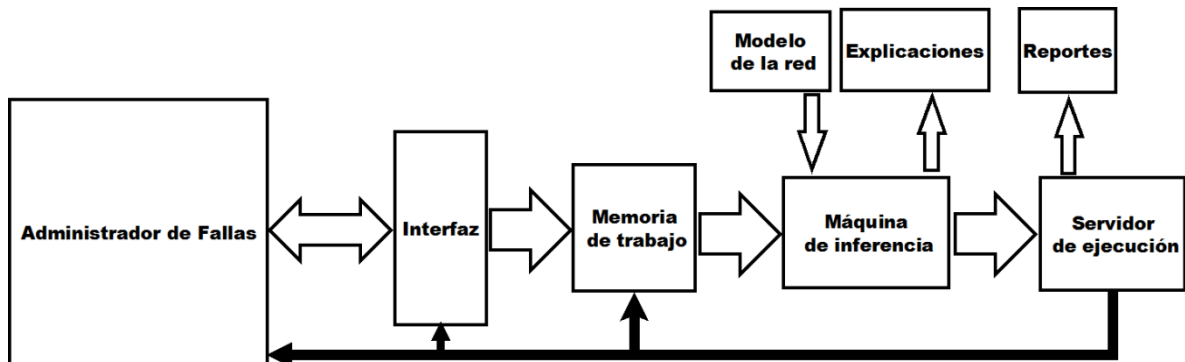 Modelo
de la red
Explicaciones
Reportes
Administrador de Fallas
Interfaz
Memoria
de trabajo
Máquina
de inferencia
Servidor
de ejecución